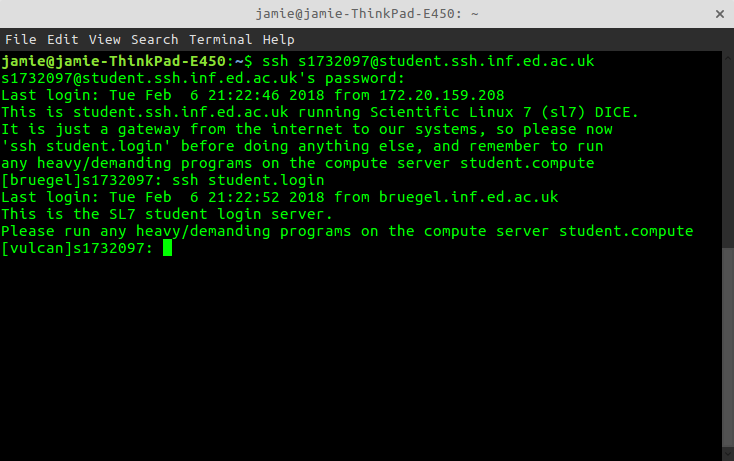 jamie@jamie-ThinkPad-E450: ~ ×
File Edit View Search Terminal Help
jamie@jamie-ThinkPad-E450:~$ ssh s1732097@student.ssh.inf.ed.ac.uk
s1732097@student.ssh.inf.ed.ac.uk's password:
Last login: Tue Feb  6 21:22:46 2018 from 172.20.159.208
This is student.ssh.inf.ed.ac.uk running Scientific Linux 7 (sl7) DICE.
It is just a gateway from the internet to our systems, so please now
'ssh student.login' before doing anything else, and remember to run
any heavy/demanding programs on the compute server student.compute
[bruegel]s1732097: ssh student.login
Last login: Tue Feb  6 21:22:52 2018 from bruegel.inf.ed.ac.uk
This is the SL7 student login server.
Please run any heavy/demanding programs on the compute server student.compute
[vulcan]s1732097: